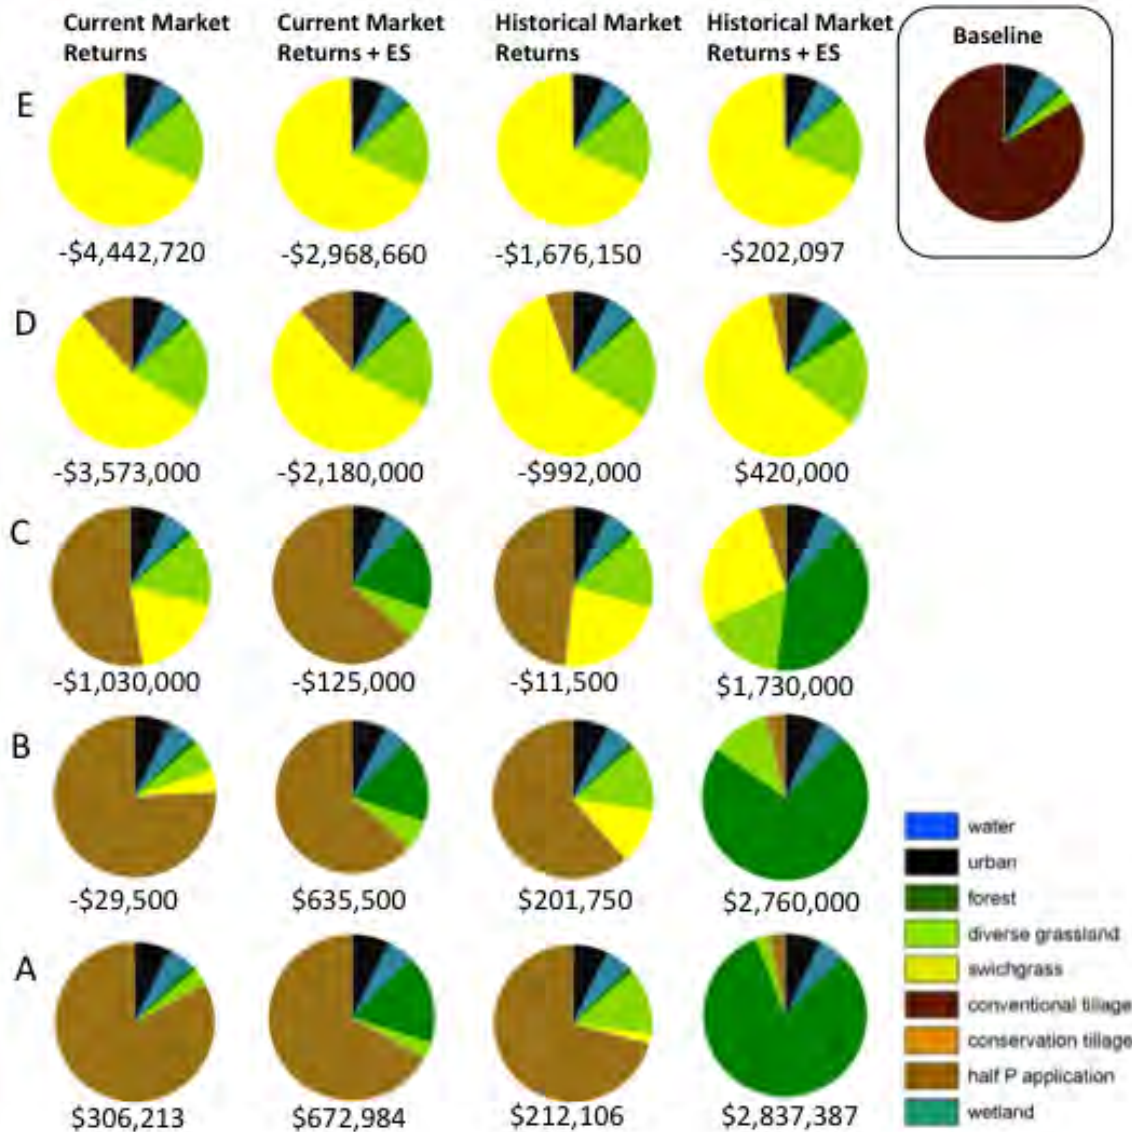 Current Market
Returns
Current Market
Returns + ES
Historical Market
Returns
Historical Market
Returns + ES
Baseline
E
-$4,442,720
-$2,968,660
-$1,676,150
-$202,097
D
-$3,573,000
-$2,180,000
-$992,000
$420,000
C
-$1,030,000
-$125,000
-$11,500
$1,730,000
B
-$29,500
$635,500
$201,750
$2,760,000
A
$306,213
$672,984
$212,106
$2,837,387
water
urban
forest
diverse grassland
swichgrass
conventional tillage
conservation tillage
half P application
wetland